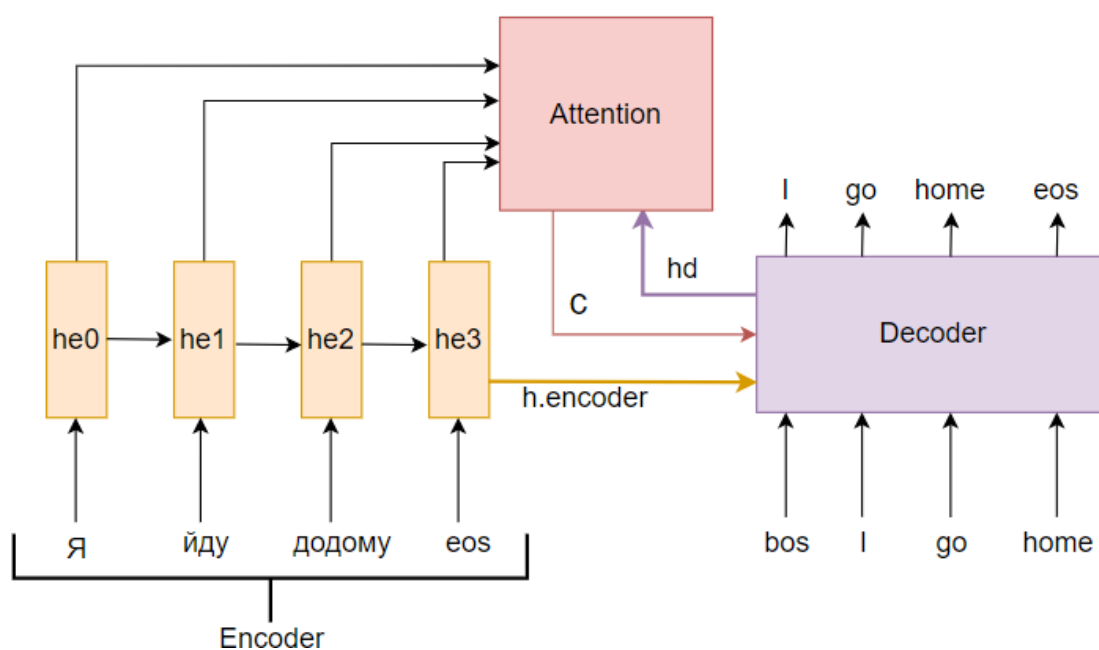 Attention
I go home eos
hd
C
he0 he1 he2 he3
Decoder
h.encoder
Я йду додому eos
bos I go home
Encoder